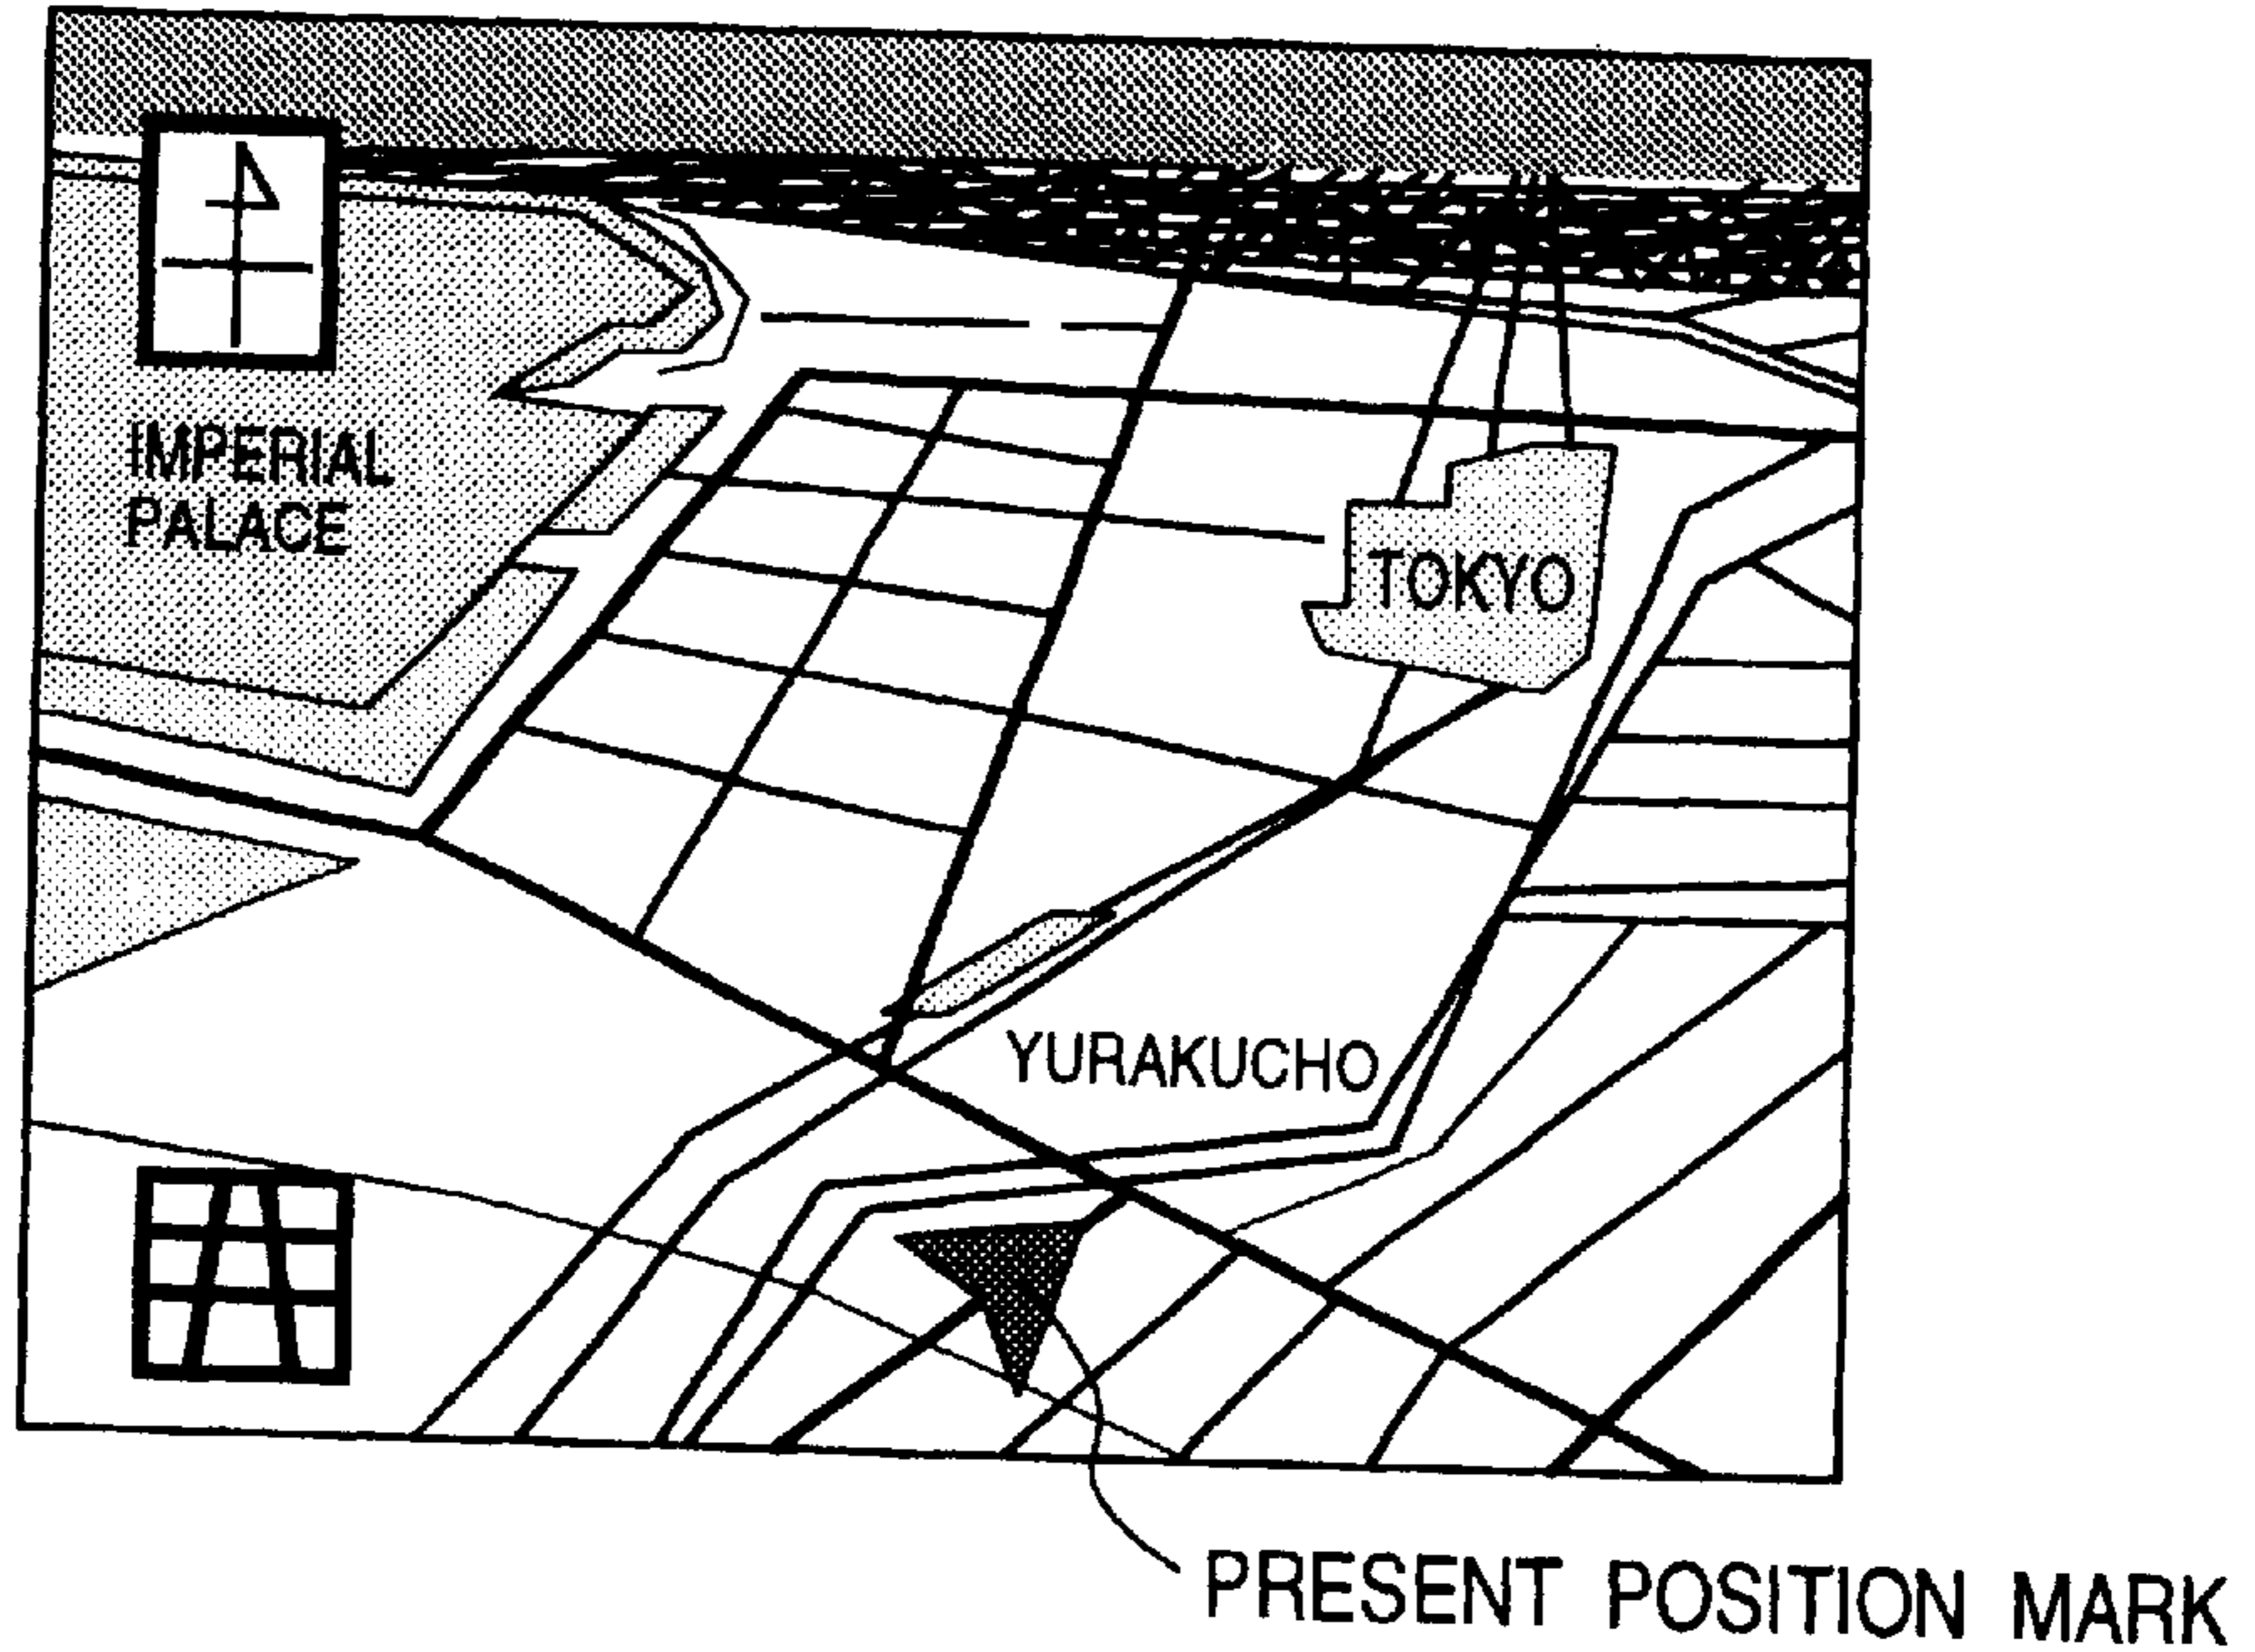 IMPERIAL
PALACE
TOKYO
YURAKUCHO
PRESENT POSITION MARK